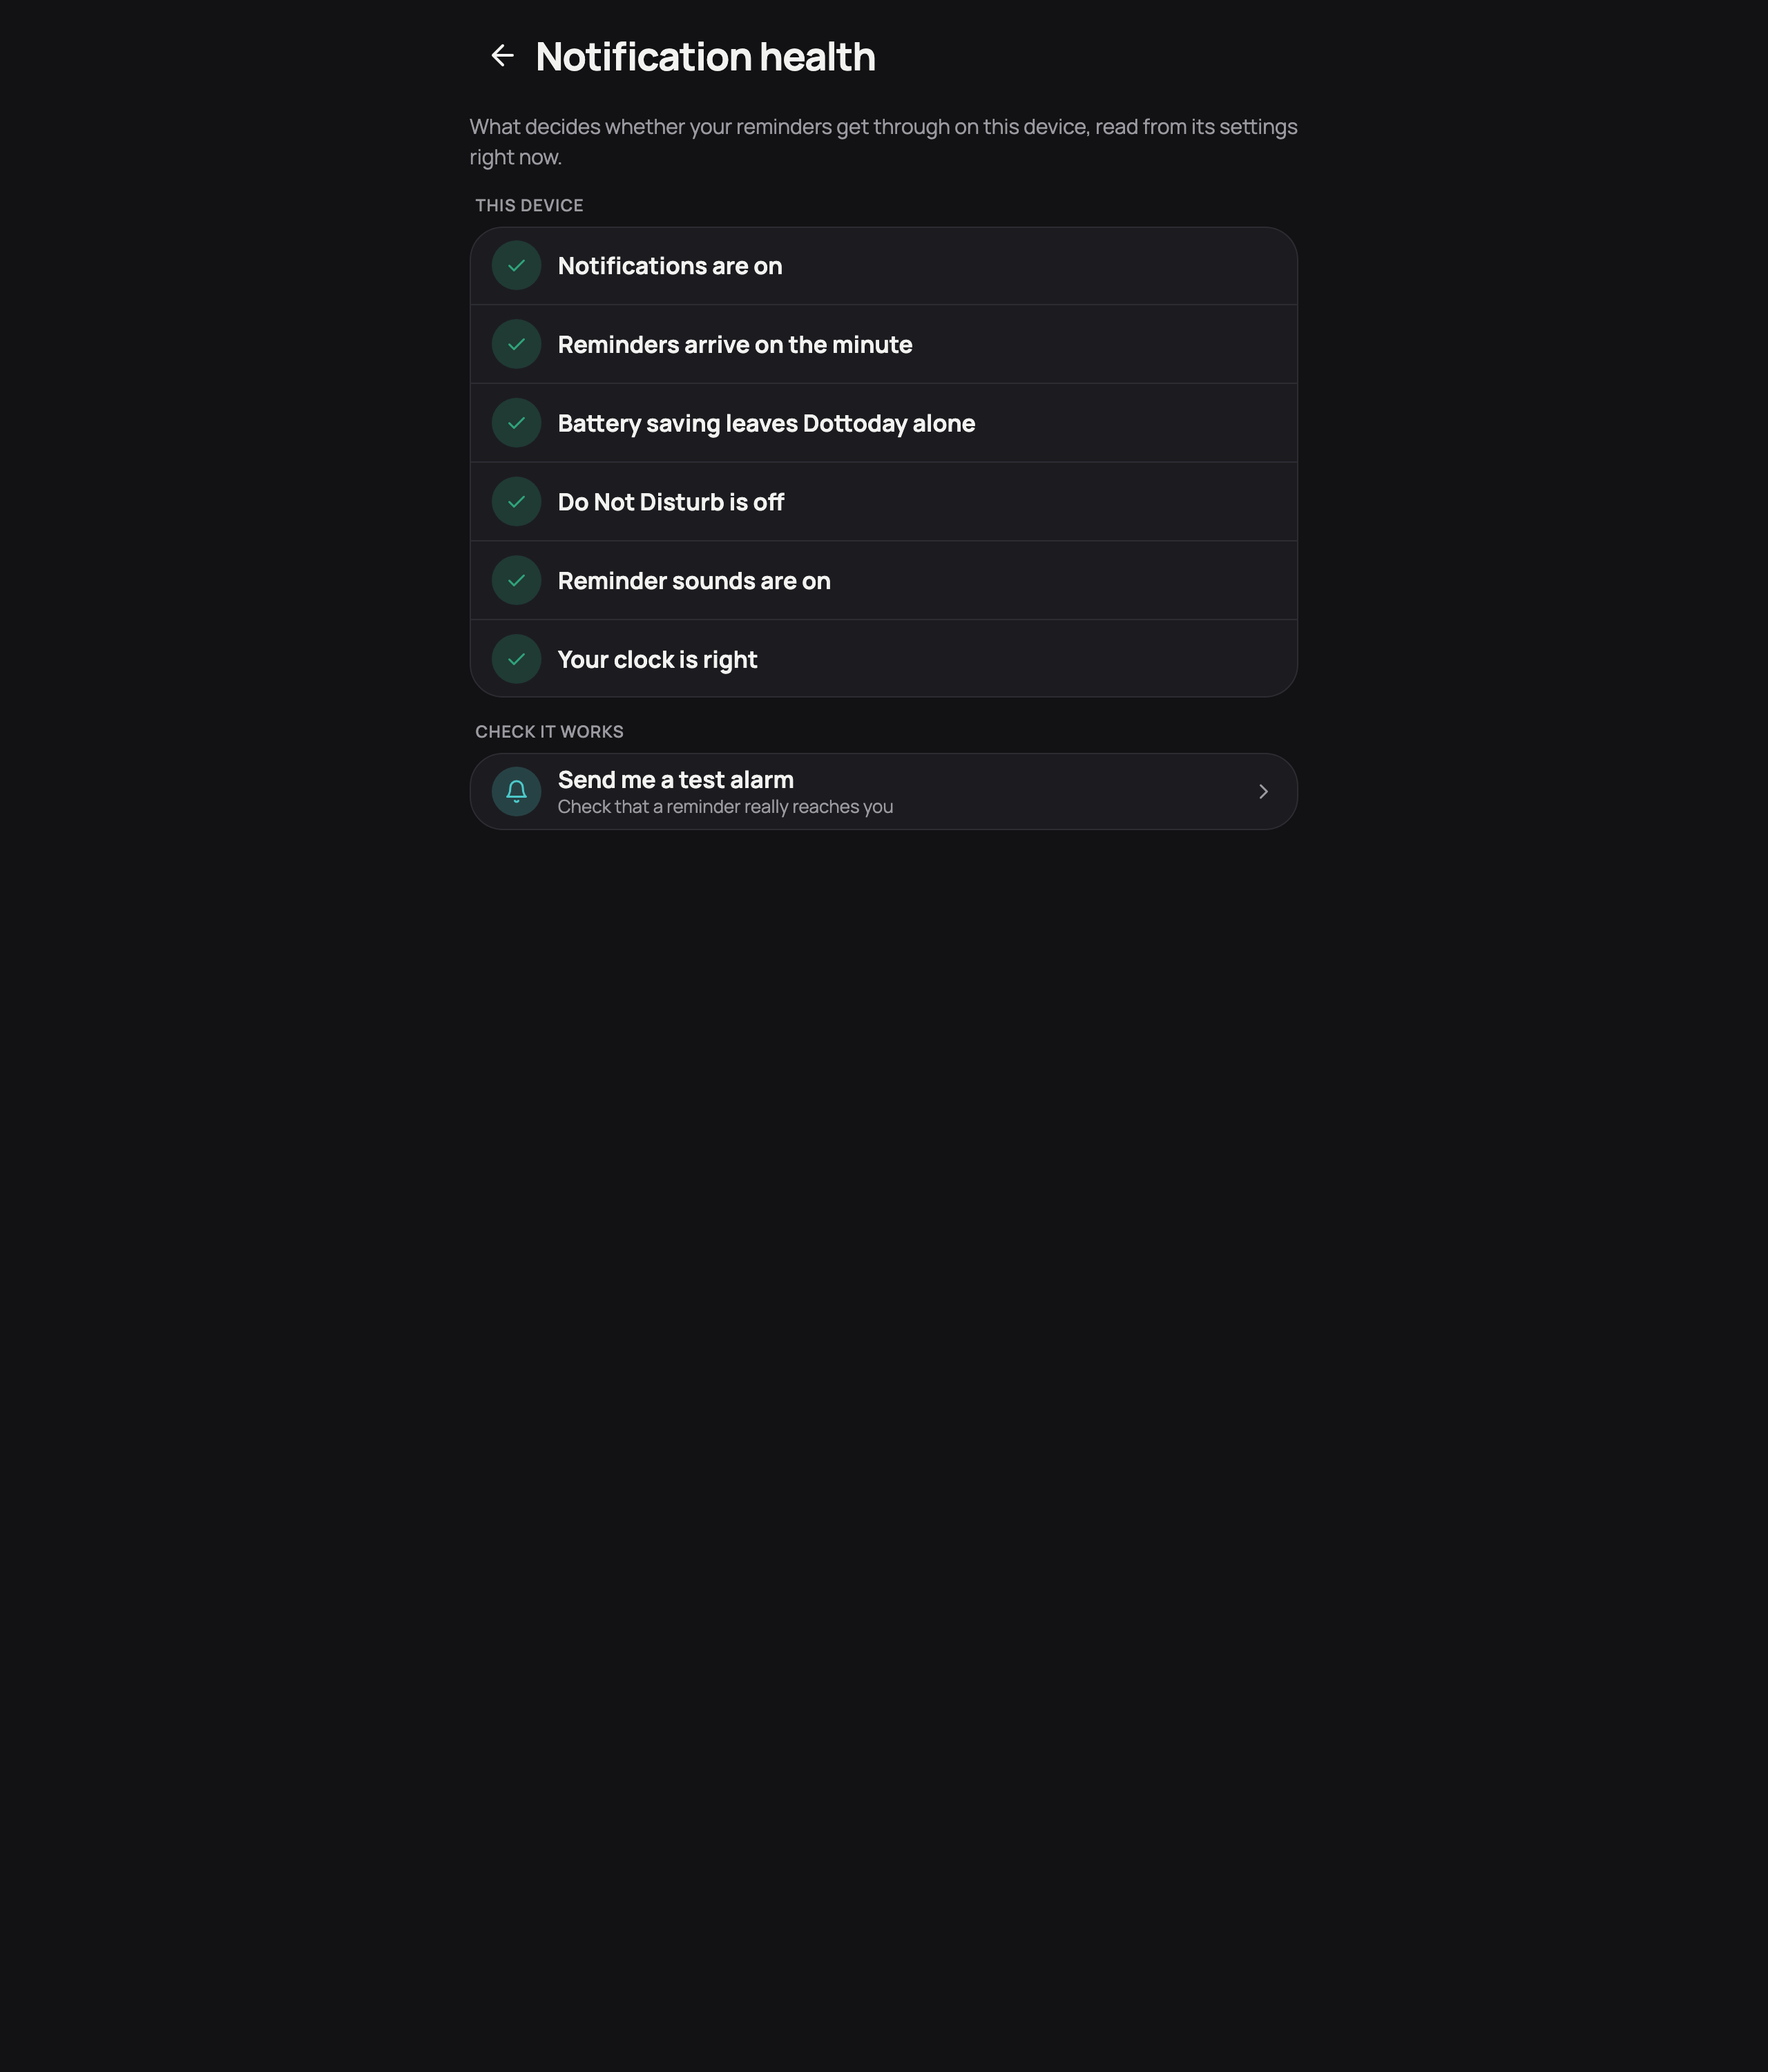 Notification health
What decides whether your reminders get through on this device, read from its settings
right now.
THIS DEVICE
Notifications are on
Reminders arrive on the minute
Battery saving leaves Dottoday alone
Do Not Disturb is off
Reminder sounds are on
Your clock is right
CHECK IT WORKS
Send me a test alarm
Check that a reminder really reaches you